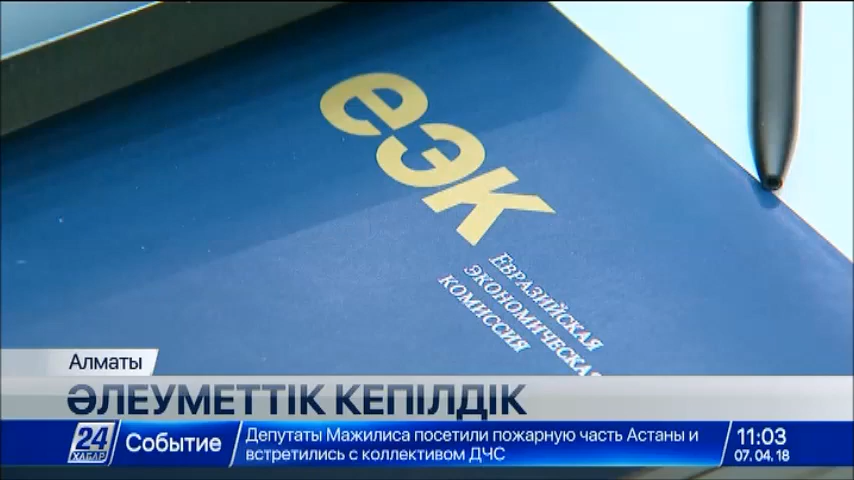 еэк
ЕВРАЗИЙСКАЯ
ЭКОНОМИЧЕСКАЯ
КОМИССИЯ
Алматы
ӘЛЕУМЕТТІК КЕПІЛДІК
24
ХАБАР
Событие
Депутаты Мажилиса посетили пожарную часть Астаны и
встретились с коллективом ДЧС
11:03
07. 04. 18